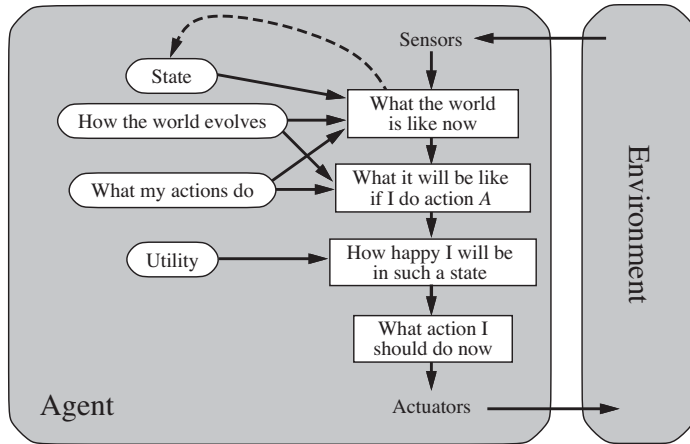 Sensors
State
What the world
is like now
How the world evolves
What my actions do
What it will be like
if I do action A
Utility
How happy I will be
in such a state
What action I
should do now
Agent
Actuators
Environment